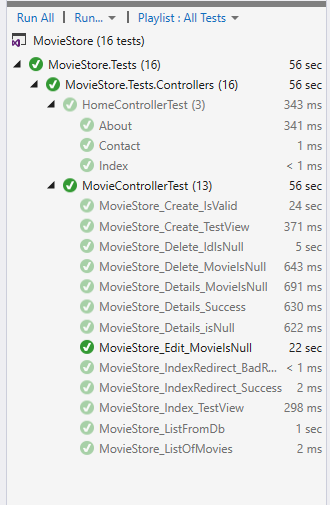 Run All | Run... | Playlist : All Tests
MovieStore (16 tests)
MovieStore.Tests (16) 56 sec
MovieStore.Tests.Controllers (16) 56 sec
HomeControllerTest (3) 343 ms
About 341 ms
Contact 1 ms
Index < 1 ms
MovieControllerTest (13) 56 sec
MovieStore_Create_IsValid 24 sec
MovieStore_Create_TestView 371 ms
MovieStore_Delete_IdIsNull 5 sec
MovieStore_Delete_MovieIsNull 643 ms
MovieStore_Details_MovieIsNull 691 ms
MovieStore_Details_Success 630 ms
MovieStore_Details_isNull 622 ms
MovieStore_Edit_MovieIsNull 22 sec
MovieStore_IndexRedirect_BadR... < 1 ms
MovieStore_IndexRedirect_Success 2 ms
MovieStore_Index_TestView 298 ms
MovieStore_ListFromDb 1 sec
MovieStore_ListOfMovies 2 ms